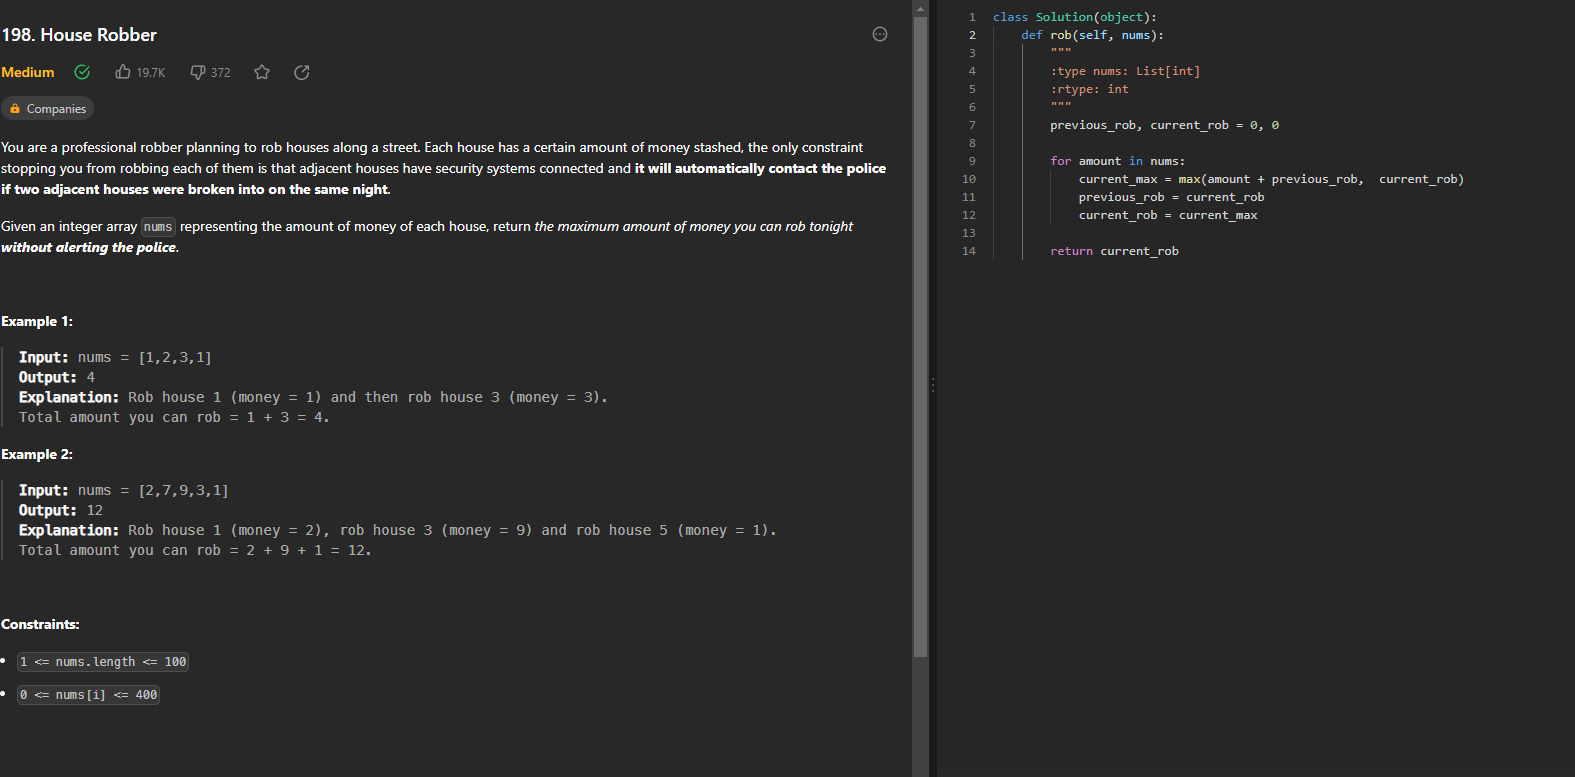 198. House Robber
Medium 19.7K 372
Companies
You are a professional robber planning to rob houses along a street. Each house has a certain amount of money stashed, the only constraint
stopping you from robbing each of them is that adjacent houses have security systems connected and it will automatically contact the police
if two adjacent houses were broken into on the same night.
Given an integer array nums representing the amount of money of each house, return the maximum amount of money you can rob tonight
without alerting the police.
Example 1:
Input: nums = [1,2,3,1]
Output: 4
Explanation: Rob house 1 (money = 1) and then rob house 3 (money = 3).
Total amount you can rob = 1 + 3 = 4.
Example 2:
Input: nums = [2,7,9,3,1]
Output: 12
Explanation: Rob house 1 (money = 2), rob house 3 (money = 9) and rob house 5 (money = 1).
Total amount you can rob = 2 + 9 + 1 = 12.
Constraints:
1 <= nums.length <= 100
0 <= nums[i] <= 400
1 class Solution(object):
2     def rob(self, nums):
3         """
4         :type nums: List[int]
5         :rtype: int
6         """
7         previous_rob, current_rob = 0, 0
8
9         for amount in nums:
10             current_max = max(amount + previous_rob,  current_rob)
11             previous_rob = current_rob
12             current_rob = current_max
13
14         return current_rob